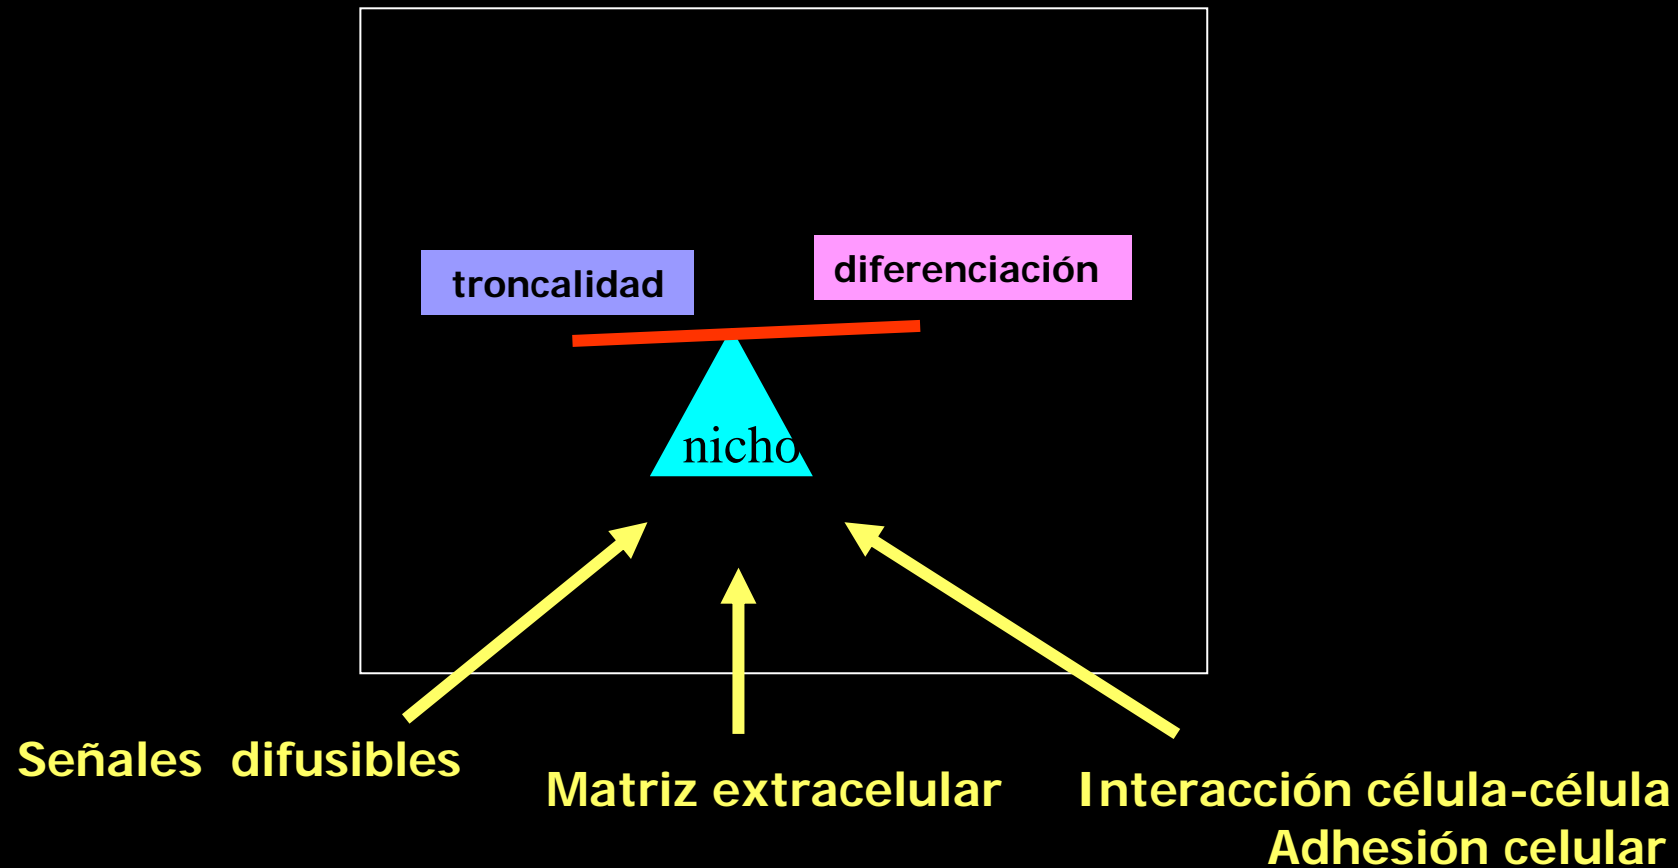 troncalidad
diferenciación
nicho
Señales difusibles
Matriz extracelular
Interacción célula-célula
Adhesión celular